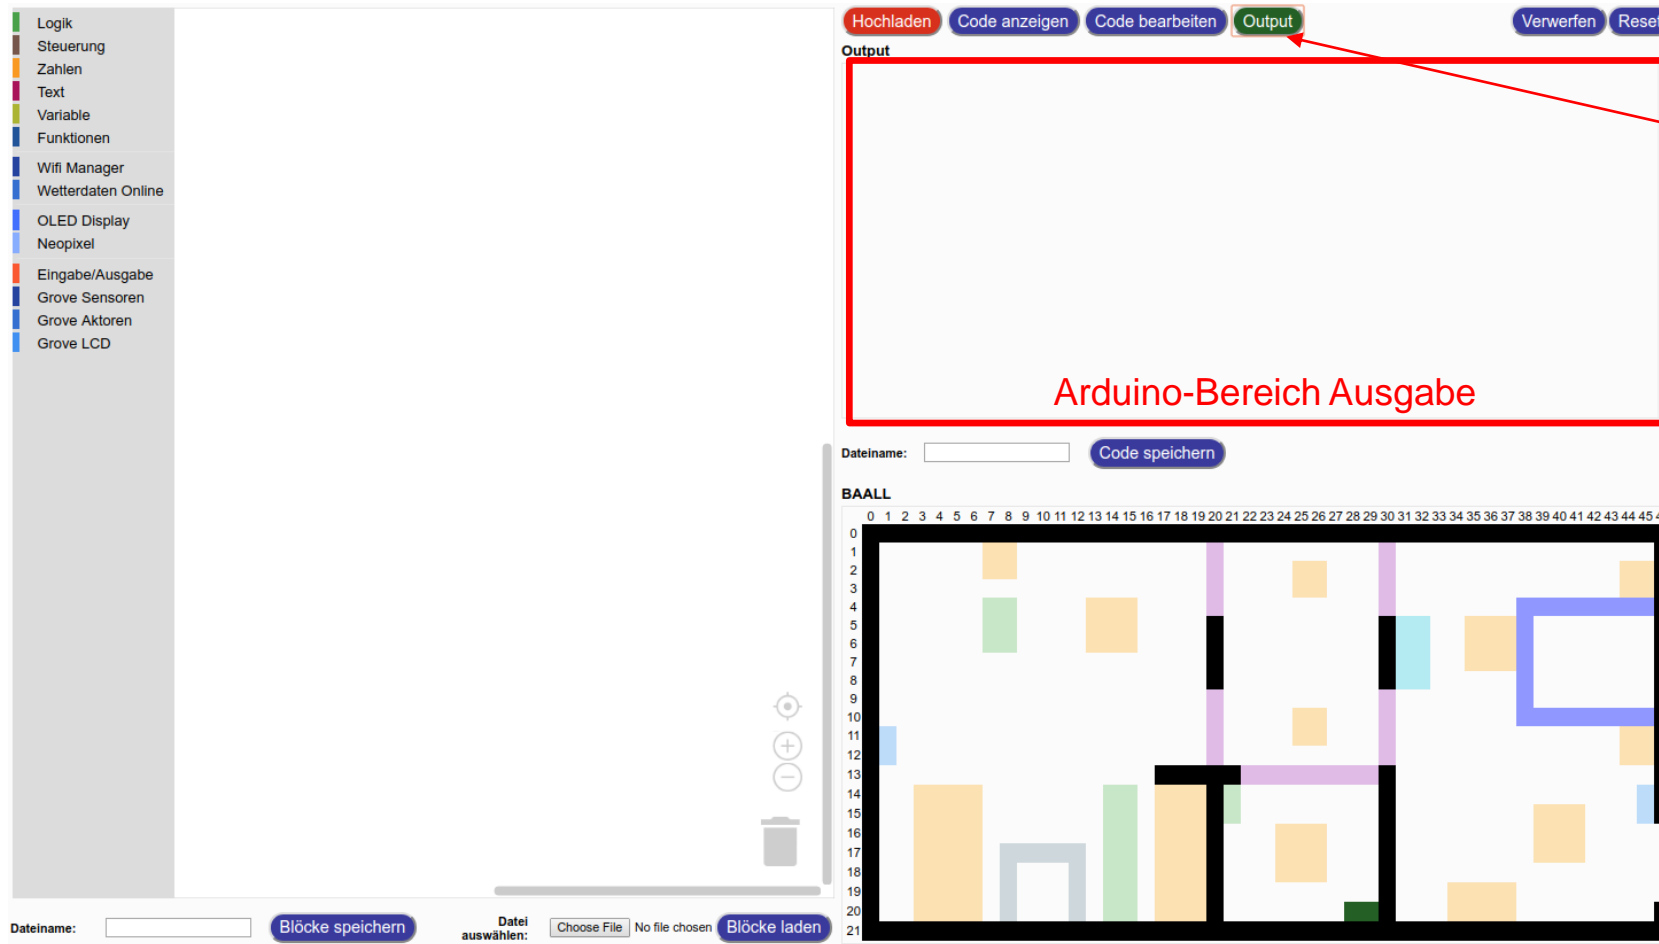 Logik
Steuerung
Zahlen
Text
Variable
Funktionen
Wifi Manager
Wetterdaten Online
OLED Display
Neopixel
Eingabe/Ausgabe
Grove Sensoren
Grove Aktoren
Grove LCD
Dateiname:
Blöcke speichern
Datei
auswählen:
Choose File No file chosen
Blöcke laden
Hochladen Code anzeigen Code bearbeiten Output Verwerfen Reset
Output
Arduino-Bereich Ausgabe
Dateiname:
Code speichern
BAALL
0 1 2 3 4 5 6 7 8 9 10 11 12 13 14 15 16 17 18 19 20 21 22 23 24 25 26 27 28 29 30 31 32 33 34 35 36 37 38 39 40 41 42 43 44 45
0
1
2
3
4
5
6
7
8
9
10
11
12
13
14
15
16
17
18
19
20
21